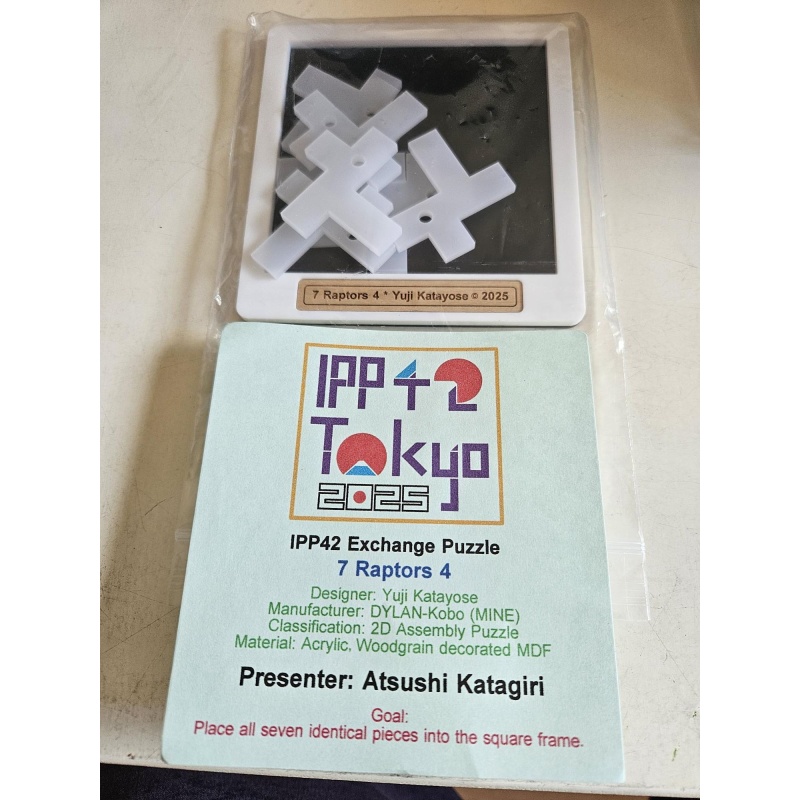 7 Raptors 4 * Yuji Katayose © 2025
IPP42
Tokyo
2025
IPP42 Exchange Puzzle
7 Raptors 4
Designer: Yuji Katayose
Manufacturer: DYLAN-Kobo (MINE)
Classification: 2D Assembly Puzzle
Material: Acrylic, Woodgrain decorated MDF
Presenter: Atsushi Katagiri
Goal:
Place all seven identical pieces into the square frame.